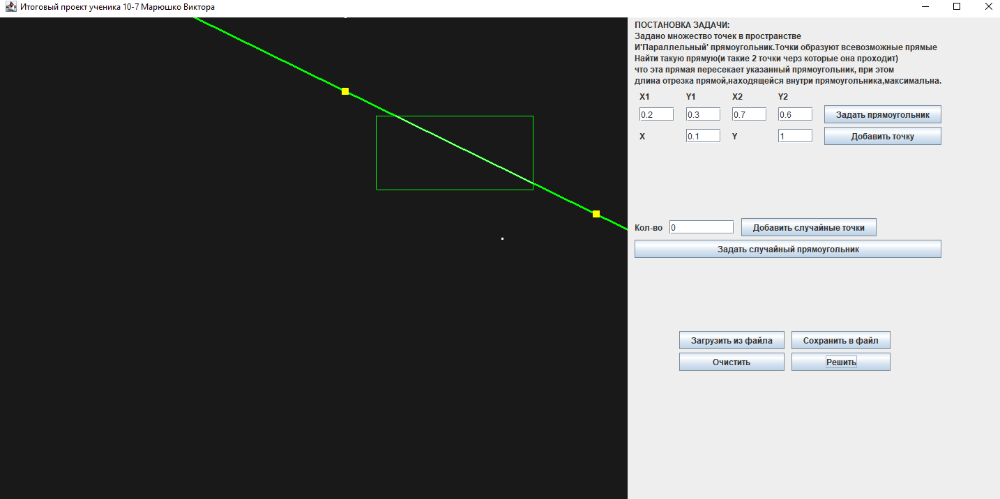 Итоговый проект ученика 10-7 Марюшко Виктора
ПОСТАНОВКА ЗАДАЧИ:
Задано множество точек в пространстве
И'Параллельный' прямоугольник.Точки образуют всевозможные прямые
Найти такую прямую(и такие 2 точки черз которые она проходит)
что эта прямая пересекает указанный прямоугольник, при этом
длина отрезка прямой,находящейся внутри прямоугольника,максимальна.
X1 Y1 X2 Y2
0.2 0.3 0.7 0.6 Задать прямоугольник
X 0.1 Y 1 Добавить точку
Кол-во 0 Добавить случайные точки
Задать случайный прямоугольник
Загрузить из файла Сохранить в файл
Очистить Решить